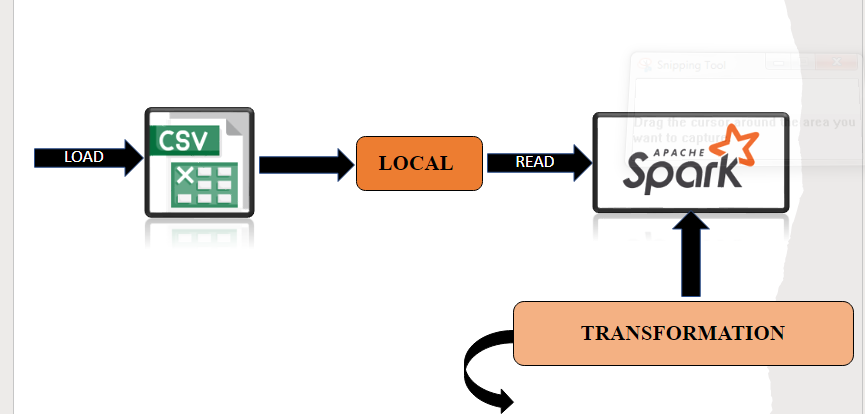 Snipping Tool
Drag the cursor around the area you
want to capture
LOAD
CSV
X
LOCAL
READ
APACHE
Spark
TRANSFORMATION